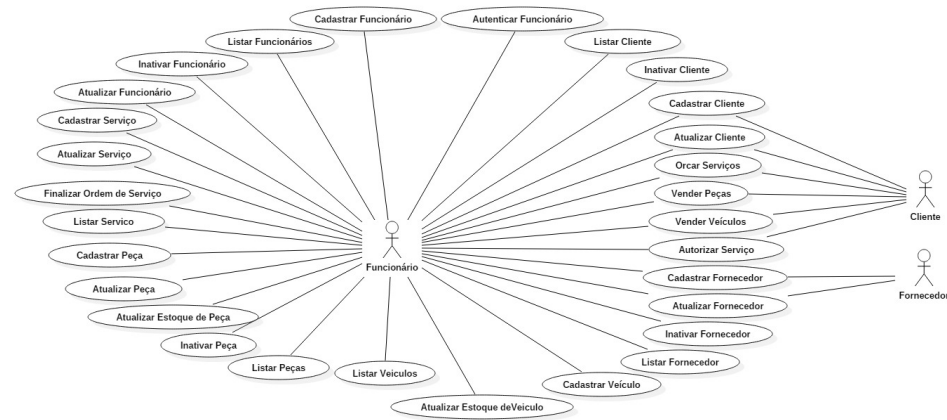 Cadastrar Funcionário
Autenticar Funcionário
Listar Funcionários
Listar Cliente
Inativar Funcionário
Inativar Cliente
Atualizar Funcionário
Cadastrar Cliente
Cadastrar Serviço
Atualizar Cliente
Atualizar Serviço
Orcar Serviços
Finalizar Ordem de Serviço
Vender Peças
Listar Servico
Vender Veículos
Cliente
Cadastrar Peça
Autorizar Serviço
Funcionário
Cadastrar Fornecedor
Atualizar Peça
Atualizar Fornecedor
Fornecedor
Atualizar Estoque de Peça
Inativar Fornecedor
Inativar Peça
Listar Fornecedor
Listar Peças
Listar Veiculos
Cadastrar Veículo
Atualizar Estoque deVeiculo